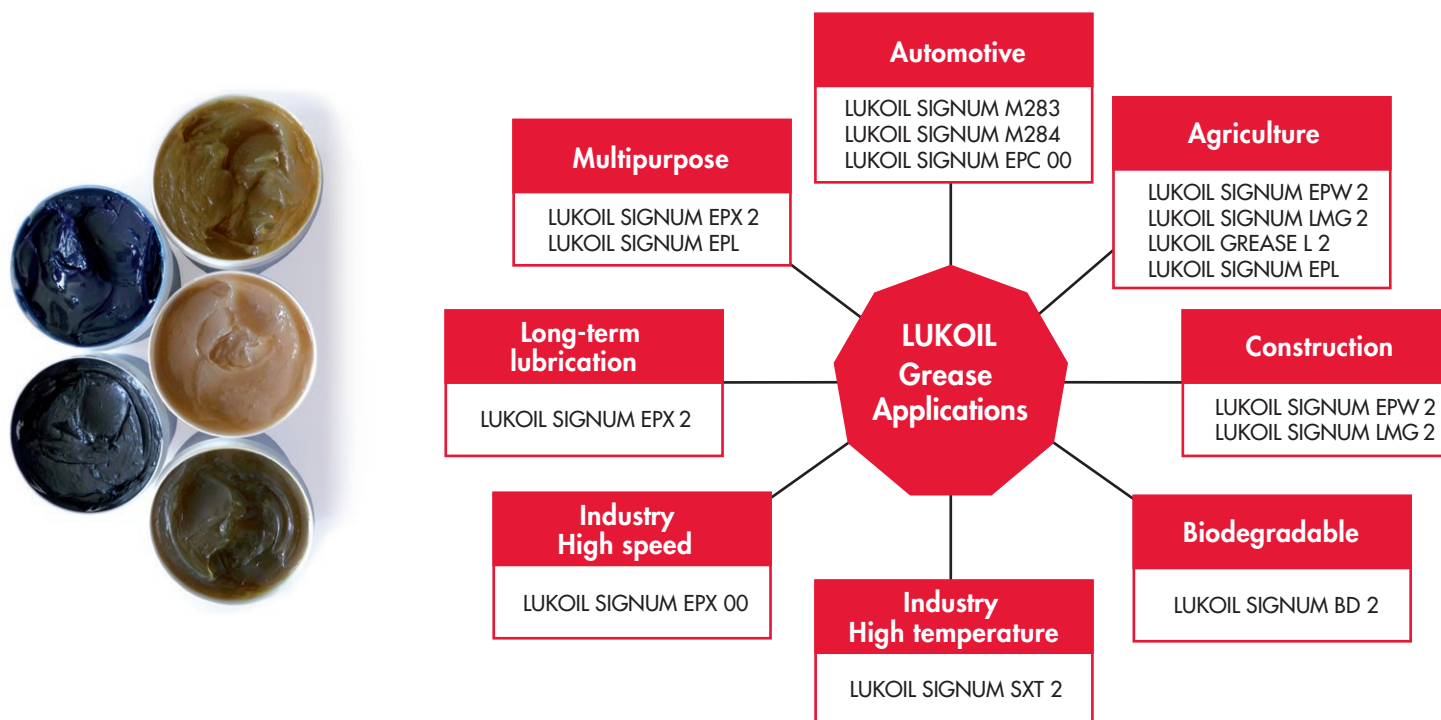 Automotive
LUKOIL SIGNUM M283
LUKOIL SIGNUM M284
LUKOIL SIGNUM EPC 00
Multipurpose
LUKOIL SIGNUM EPX 2
LUKOIL SIGNUM EPL
Agriculture
LUKOIL SIGNUM EPW 2
LUKOIL SIGNUM LMG 2
LUKOIL GREASE L 2
LUKOIL SIGNUM EPL
Long-term
lubrication
LUKOIL SIGNUM EPX 2
LUKOIL
Grease
Applications
Construction
LUKOIL SIGNUM EPW 2
LUKOIL SIGNUM LMG 2
Industry
High speed
LUKOIL SIGNUM EPX 00
Industry
High temperature
LUKOIL SIGNUM SXT 2
Biodegradable
LUKOIL SIGNUM BD 2